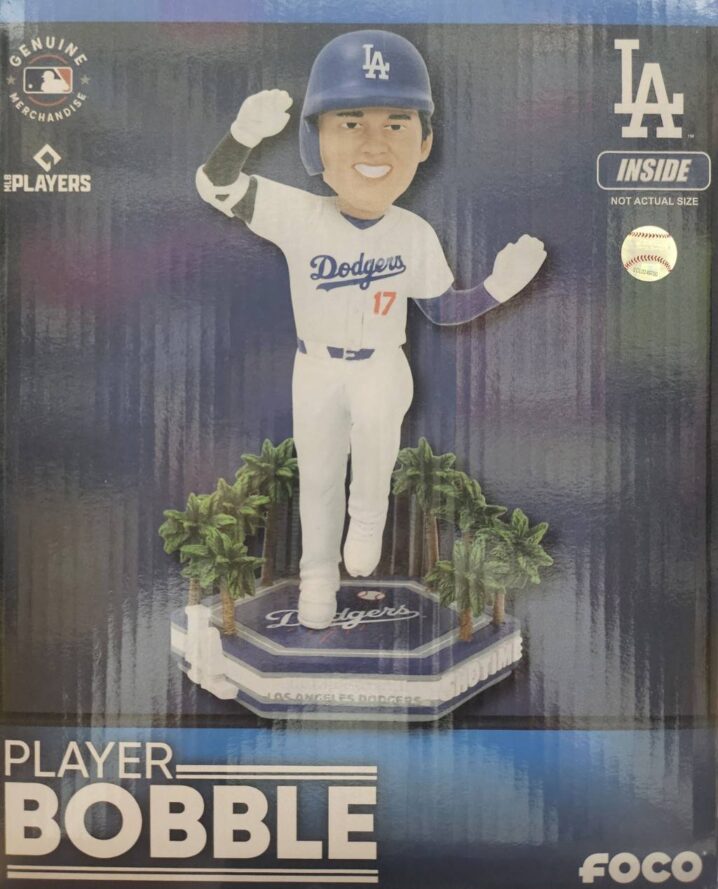 GENUINE
MERCHANDISE
MLB PLAYERS
LA
LA
INSIDE
NOT ACTUAL SIZE
Dodgers
17
Dodgers
LOS ANGELES DODGERS
SHOTIME
PLAYER
BOBBLE
FOCO